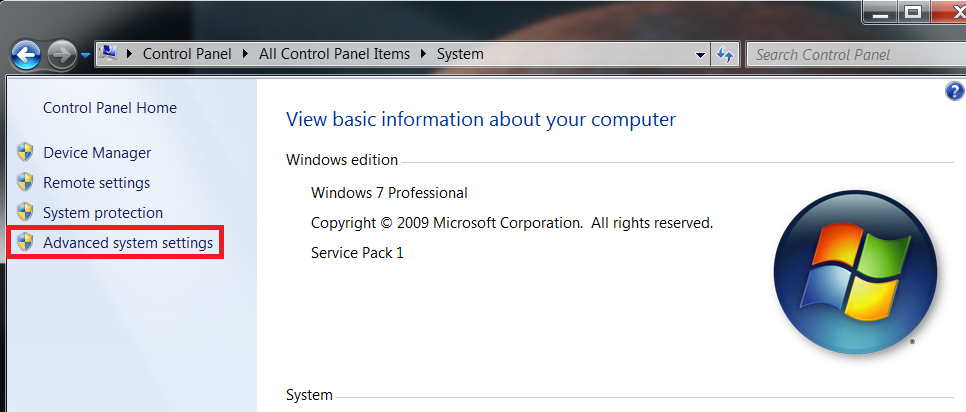 Control Panel All Control Panel Items System
Search Control Panel
Control Panel Home
Device Manager
Remote settings
System protection
Advanced system settings
View basic information about your computer
Windows edition
Windows 7 Professional
Copyright © 2009 Microsoft Corporation.  All rights reserved.
Service Pack 1
System